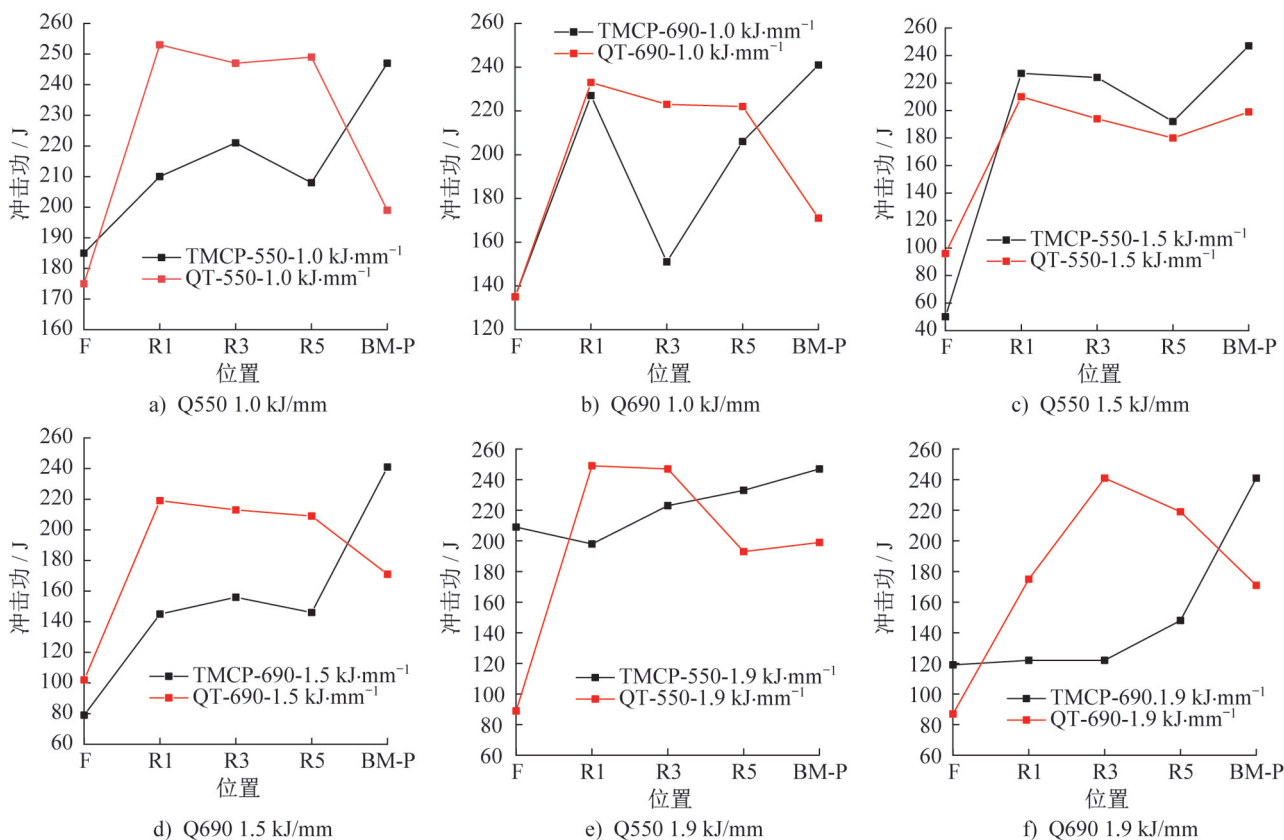 260
250
240
230
220
210
200
190
180
170
160
冲击功 / J
TMCP-550-1.0 kJ·mm⁻¹
QT-550-1.0 kJ·mm⁻¹
F R1 R3 R5 BM-P
位置
a) Q550 1.0 kJ/mm
260
240
220
200
180
160
140
120
冲击功 / J
TMCP-690-1.0 kJ·mm⁻¹
QT-690-1.0 kJ·mm⁻¹
F R1 R3 R5 BM-P
位置
b) Q690 1.0 kJ/mm
260
240
220
200
180
160
140
120
100
80
60
40
冲击功 / J
TMCP-550-1.5 kJ·mm⁻¹
QT-550-1.5 kJ·mm⁻¹
F R1 R3 R5 BM-P
位置
c) Q550 1.5 kJ/mm
260
240
220
200
180
160
140
120
100
80
60
冲击功 / J
TMCP-690-1.5 kJ·mm⁻¹
QT-690-1.5 kJ·mm⁻¹
F R1 R3 R5 BM-P
位置
d) Q690 1.5 kJ/mm
260
240
220
200
180
160
140
120
100
80
60
冲击功 / J
TMCP-550-1.9 kJ·mm⁻¹
QT-550-1.9 kJ·mm⁻¹
F R1 R3 R5 BM-P
位置
e) Q550 1.9 kJ/mm
260
240
220
200
180
160
140
120
100
80
60
冲击功 / J
TMCP-690.1.9 kJ·mm⁻¹
QT-690-1.9 kJ·mm⁻¹
F R1 R3 R5 BM-P
位置
f) Q690 1.9 kJ/mm